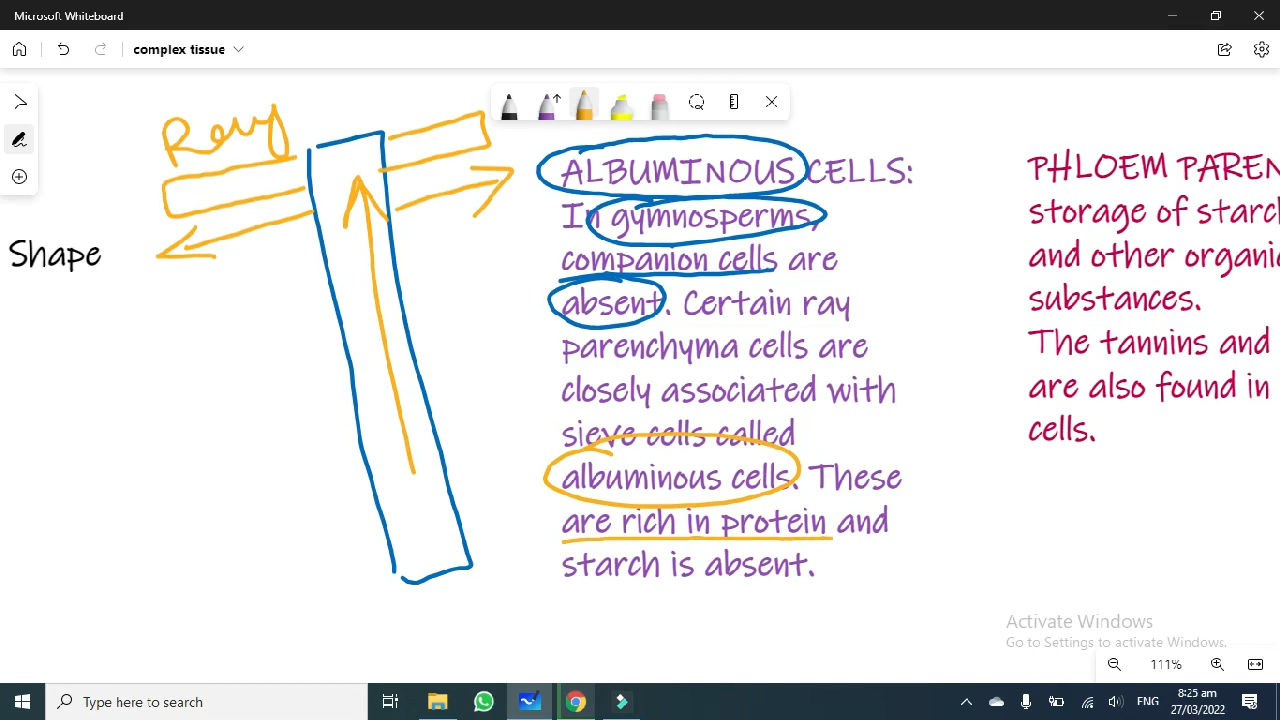 Microsoft Whiteboard
complex tissue
Ray
Shape
ALBUMINOUS CELLS:
In gymnosperms,
companion cells are
absent. Certain ray
parenchyma cells are
closely associated with
sieve cells called
albuminous cells. These
are rich in protein and
starch is absent.
PHLOEM PAREN
storage of starch
and other organic
substances.
The tannins and
are also found in
cells.
Activate Windows
Go to Settings to activate Windows.
111%
Type here to search
ENG
8:25 am
27/03/2022